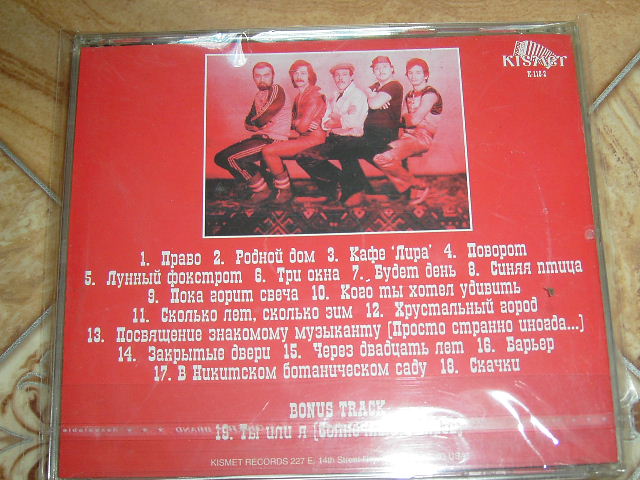 KISMET
K-118-2
1. Право 2. Родной дом 3. Кафе 'Лира' 4. Поворот
5. Лунный фокстрот 6. Три окна 7. Будет день 8. Синяя птица
9. Пока горит свеча 10. Кого ты хотел удивить
11. Сколько лет, сколько зим 12. Хрустальный город
13. Посвящение знакомому музыканту (Просто странно иногда...)
14. Закрытые двери 15. Через двадцать лет 16. Барьер
17. В Никитском ботаническом саду 18. Скачки
BONUS TRACK
19. Ты или я
KISMET RECORDS 227 E. 14th Street USA